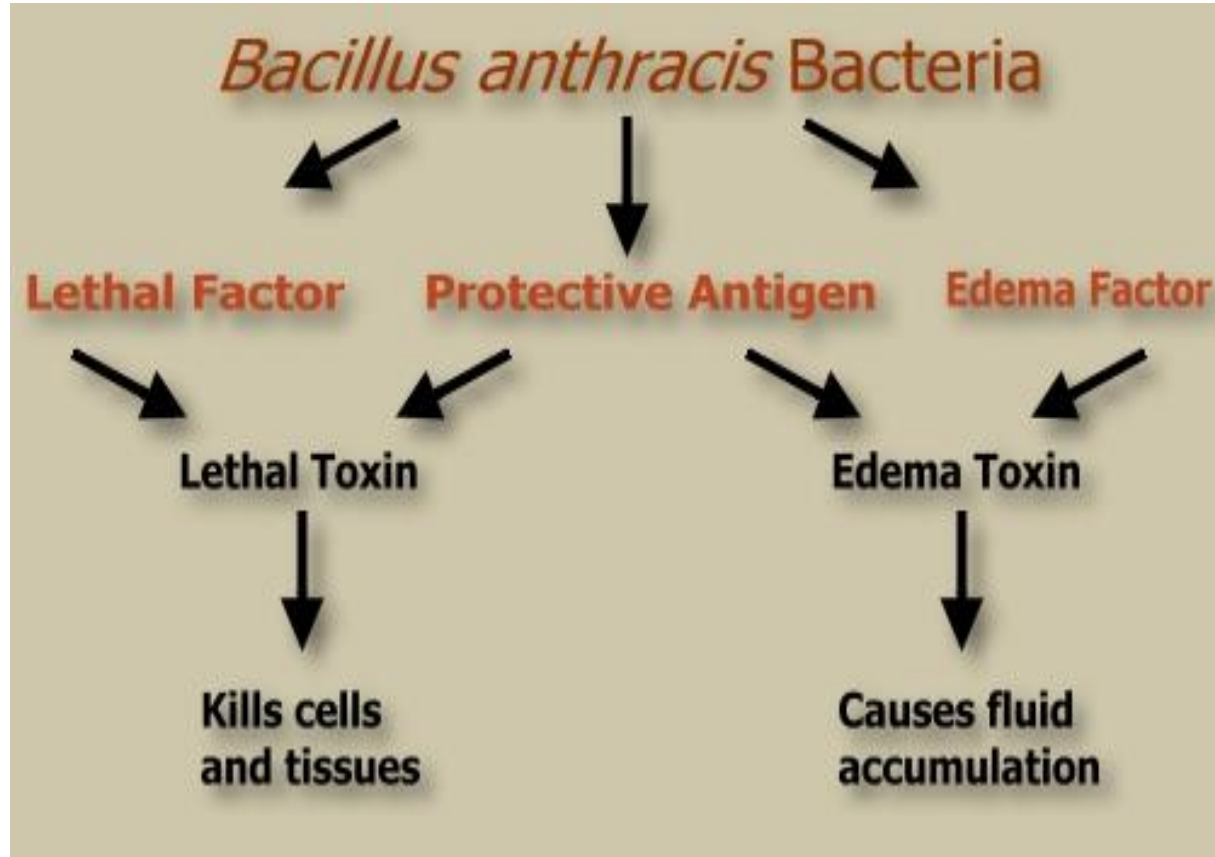 Bacillus anthracis Bacteria
Lethal Factor
Protective Antigen
Edema Factor
Lethal Toxin
Edema Toxin
Kills cells
and tissues
Causes fluid
accumulation